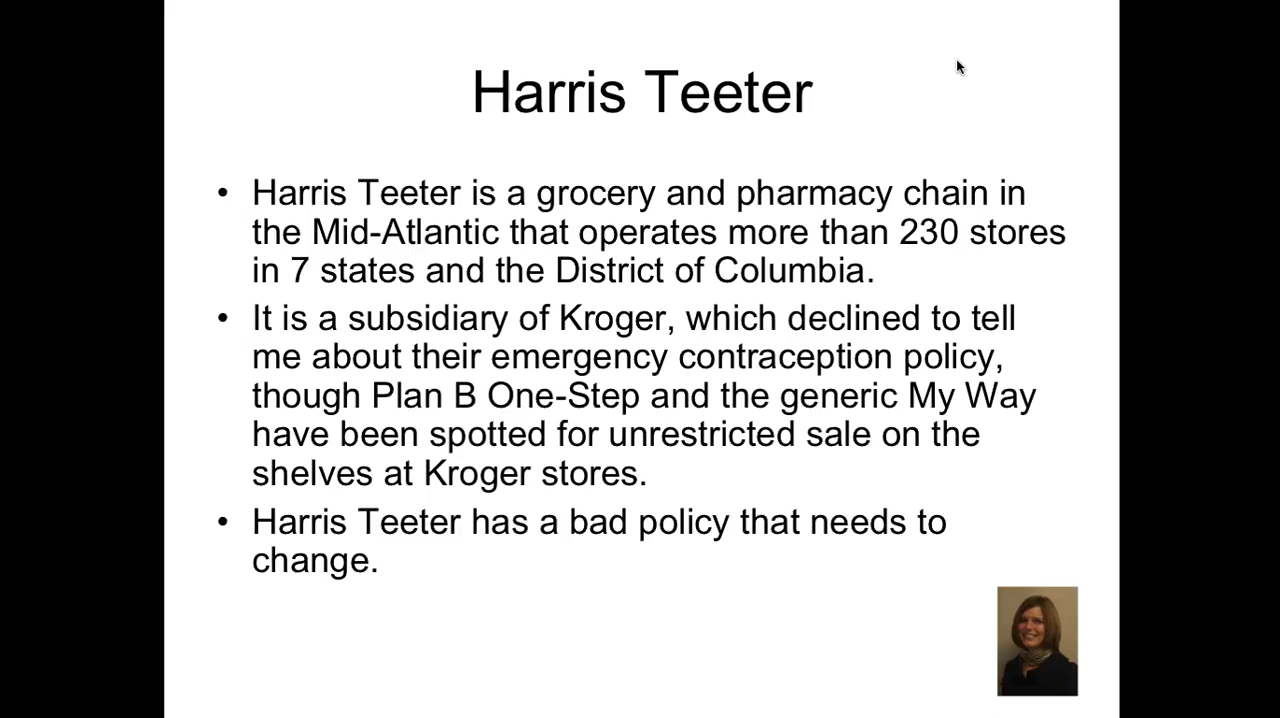 Harris Teeter
• Harris Teeter is a grocery and pharmacy chain in
the Mid-Atlantic that operates more than 230 stores
in 7 states and the District of Columbia.
• It is a subsidiary of Kroger, which declined to tell
me about their emergency contraception policy,
though Plan B One-Step and the generic My Way
have been spotted for unrestricted sale on the
shelves at Kroger stores.
• Harris Teeter has a bad policy that needs to
change.